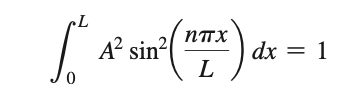 ∫₀ᴸ A² sin²(nπx/L) dx = 1